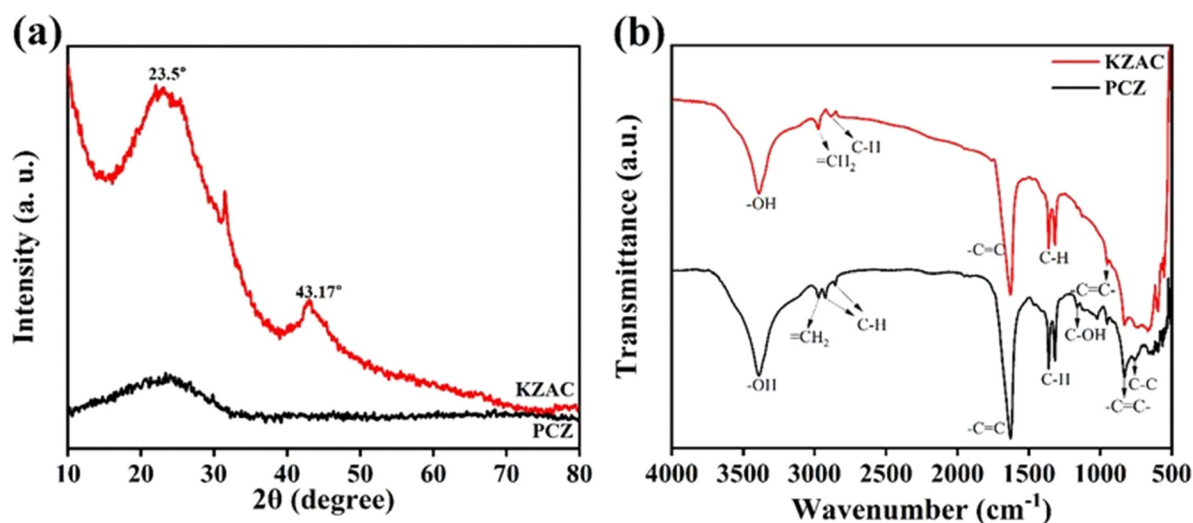 (a)
Intensity (a. u.)
23.5°
43.17°
KZAC
PCZ
10 20 30 40 50 60 70 80
2θ (degree)
(b)
Transmittance (a.u.)
KZAC
PCZ
C-H
=CH₂
-OH
-C=C
C-H
-C=C-
C-H
=CH₂
-OH
C-OH
C-H
C-C
-C=C
-C=C-
4000 3500 3000 2500 2000 1500 1000 500
Wavenumber (cm⁻¹)